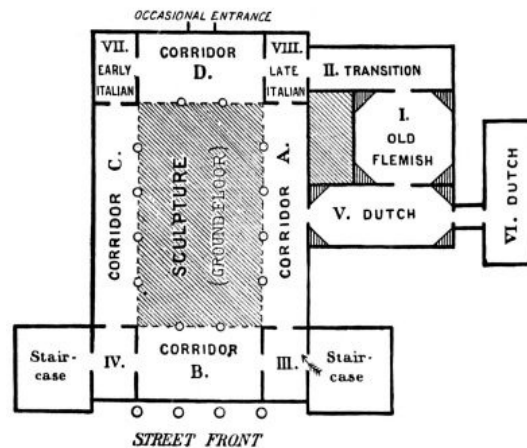 OCCASIONAL ENTRANCE
VII.
EARLY
ITALIAN
CORRIDOR
D.
VIII.
LATE
ITALIAN
II. TRANSITION
I.
OLD
FLEMISH
CORRIDOR C.
SCULPTURE
(GROUND FLOOR)
CORRIDOR A.
V. DUTCH
VI. DUTCH
Stair-
case
IV.
CORRIDOR
B.
III.
Stair-
case
STREET FRONT